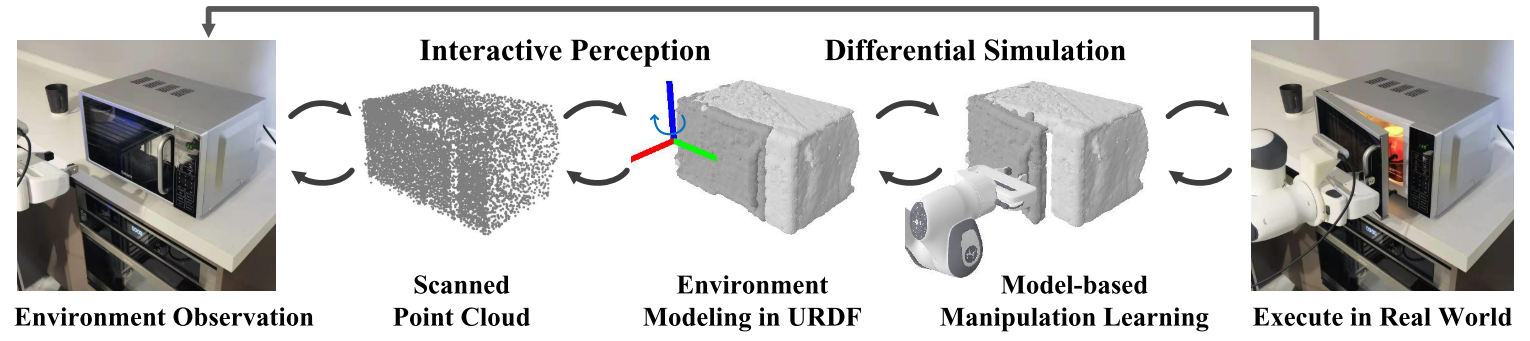 Interactive Perception
Differential Simulation
Environment Observation
Scanned
Point Cloud
Environment
Modeling in URDF
Model-based
Manipulation Learning
Execute in Real World